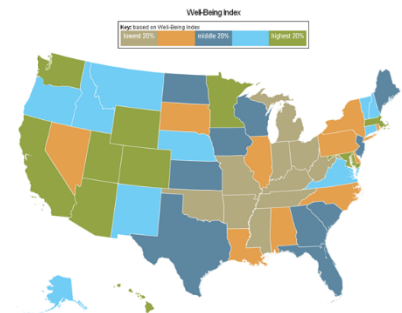 Well-Being Index
Key: based on Well-Being Index
lowest 20% middle 20% highest 20%